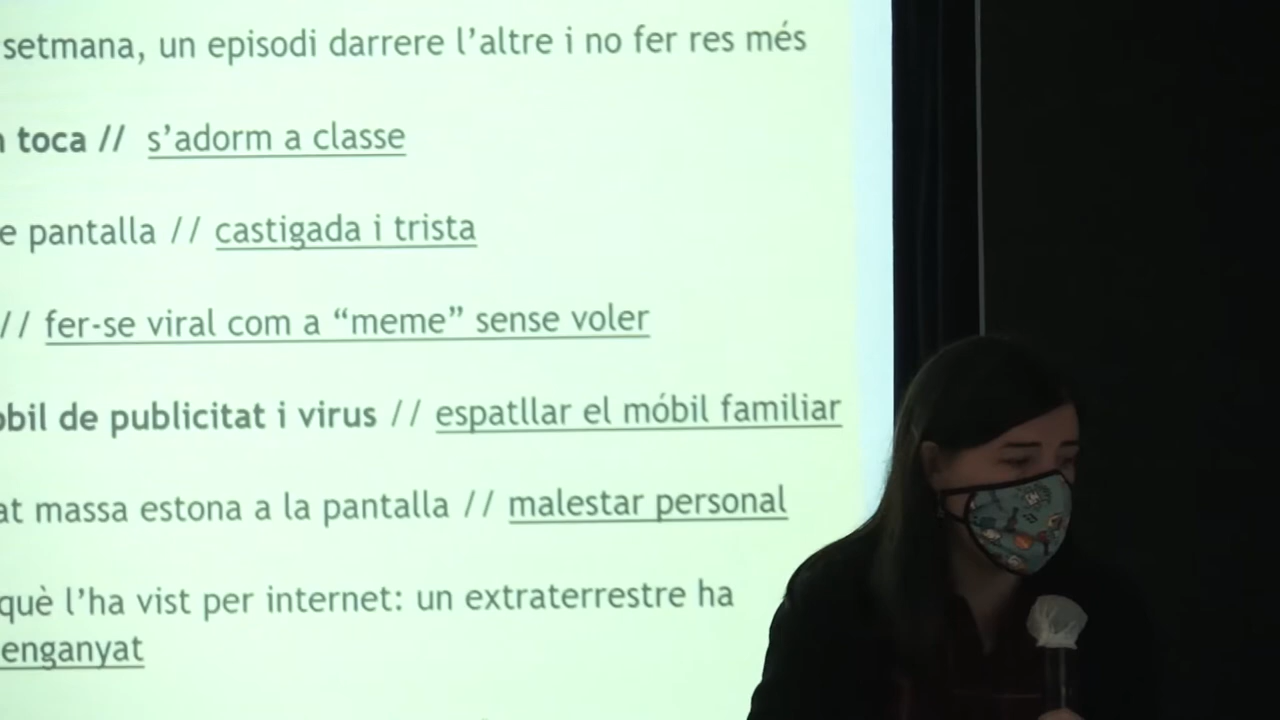 setmana, un episodi darrere l’altre i no fer res més
toca // s’adorm a classe
e pantalla // castigada i trista
// fer-se viral com a “meme” sense voler
òbil de publicitat i virus // espatllar el móbil familiar
at massa estona a la pantalla // malestar personal
què l’ha vist per internet: un extraterrestre ha
enganyat